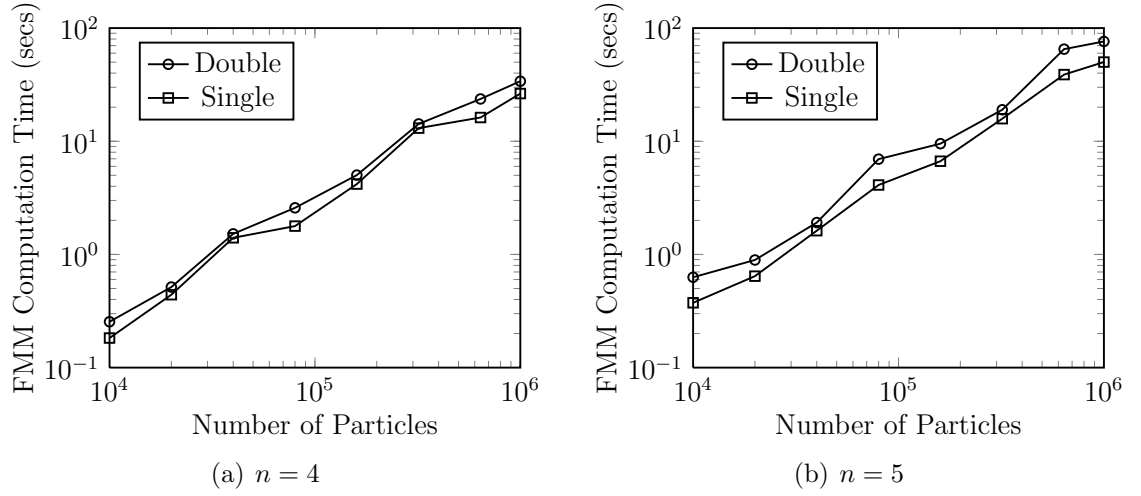 FMM Computation Time (secs)
10^2
10^1
10^0
10^−1
Double
Single
10^4
10^5
10^6
Number of Particles
(a) n = 4
FMM Computation Time (secs)
10^2
10^1
10^0
10^−1
Double
Single
10^4
10^5
10^6
Number of Particles
(b) n = 5